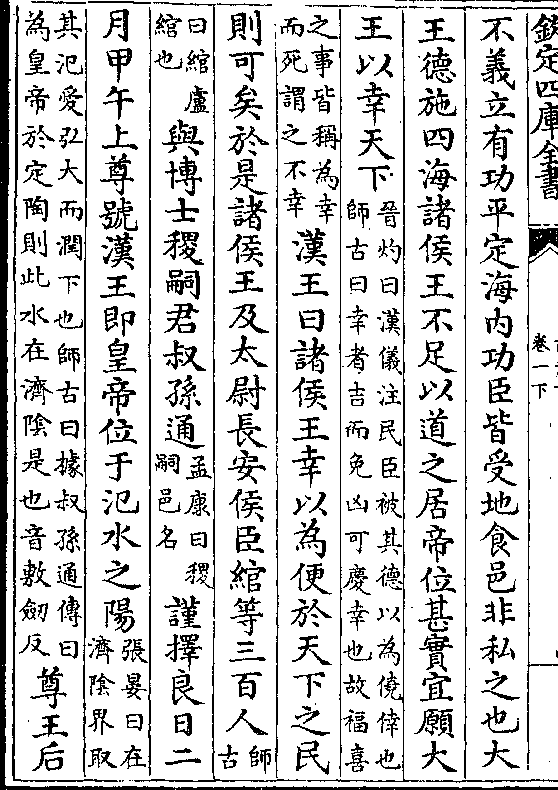 欽定四庫全書
卷一下
不義立有功平定海内功臣皆受地食邑非私之也大
王德施四海諸侯王不足以道之居帝位甚實宜願大
王以幸天下
晉灼曰漢儀注民臣被其德以為僥倖也
師古曰幸者吉而免凶可慶幸也故福喜
之事皆稱為幸
而死謂之不幸
漢王曰諸侯王幸以為便於天下之民
則可矣於是諸侯王及太尉長安侯臣綰等三百人
師
古
曰綰盧
綰也
與博士稷嗣君叔孫通
孟康曰稷
嗣邑名
謹擇良日二
月甲午上尊號漢王即皇帝位于氾水之陽
張晏曰在
濟陰界取
其氾愛弘大而潤下也師古曰據叔孫通傳曰
為皇帝於定陶則此水在濟陰是也音敷劒反
尊王后